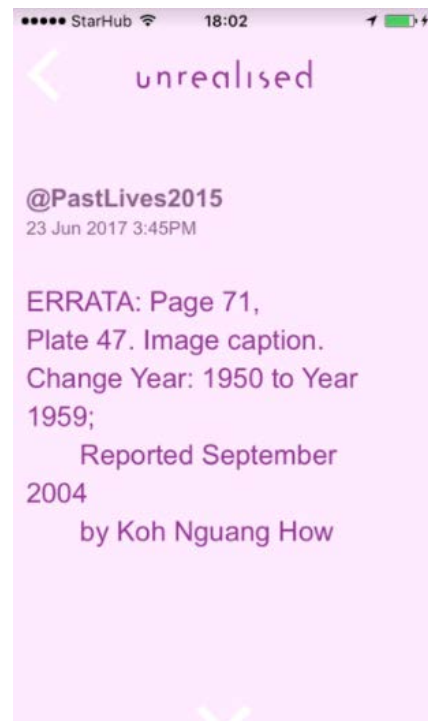 StarHub 18:02
unrealised
@PastLives2015
23 Jun 2017 3:45PM
ERRATA: Page 71,
Plate 47. Image caption.
Change Year: 1950 to Year
1959;
Reported September
2004
by Koh Nguang How